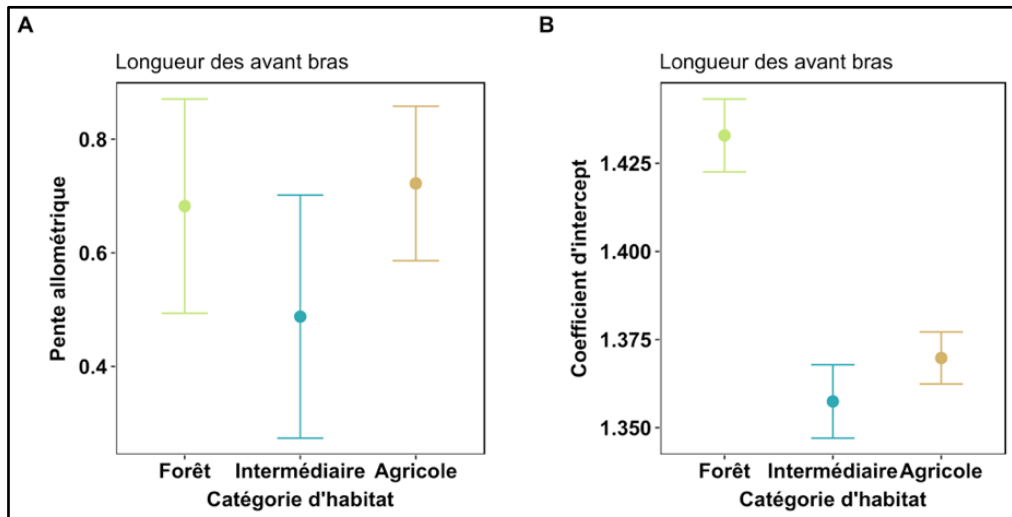 A
Longueur des avant bras
Pente allométrique
0.8
0.6
0.4
Forêt Intermédiaire Agricole
Catégorie d'habitat
B
Longueur des avant bras
Coefficient d'intercept
1.425
1.400
1.375
1.350
Forêt Intermédiaire Agricole
Catégorie d'habitat